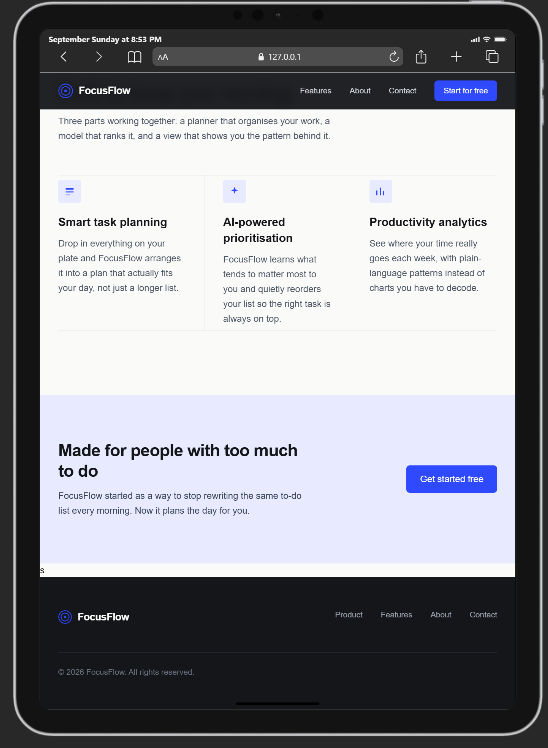 September Sunday at 8:53 PM
AA 127.0.0.1
FocusFlow Features About Contact Start for free
Three parts working together: a planner that organises your work, a
model that ranks it, and a view that shows you the pattern behind it.
Smart task planning
Drop in everything on your
plate and FocusFlow arranges
it into a plan that actually fits
your day, not just a longer list.
AI-powered
prioritisation
FocusFlow learns what
tends to matter most to
you and quietly reorders
your list so the right task is
always on top.
Productivity analytics
See where your time really
goes each week, with plain-
language patterns instead of
charts you have to decode.
Made for people with too much
to do
FocusFlow started as a way to stop rewriting the same to-do
list every morning. Now it plans the day for you.
Get started free
s
FocusFlow Product Features About Contact
© 2026 FocusFlow. All rights reserved.